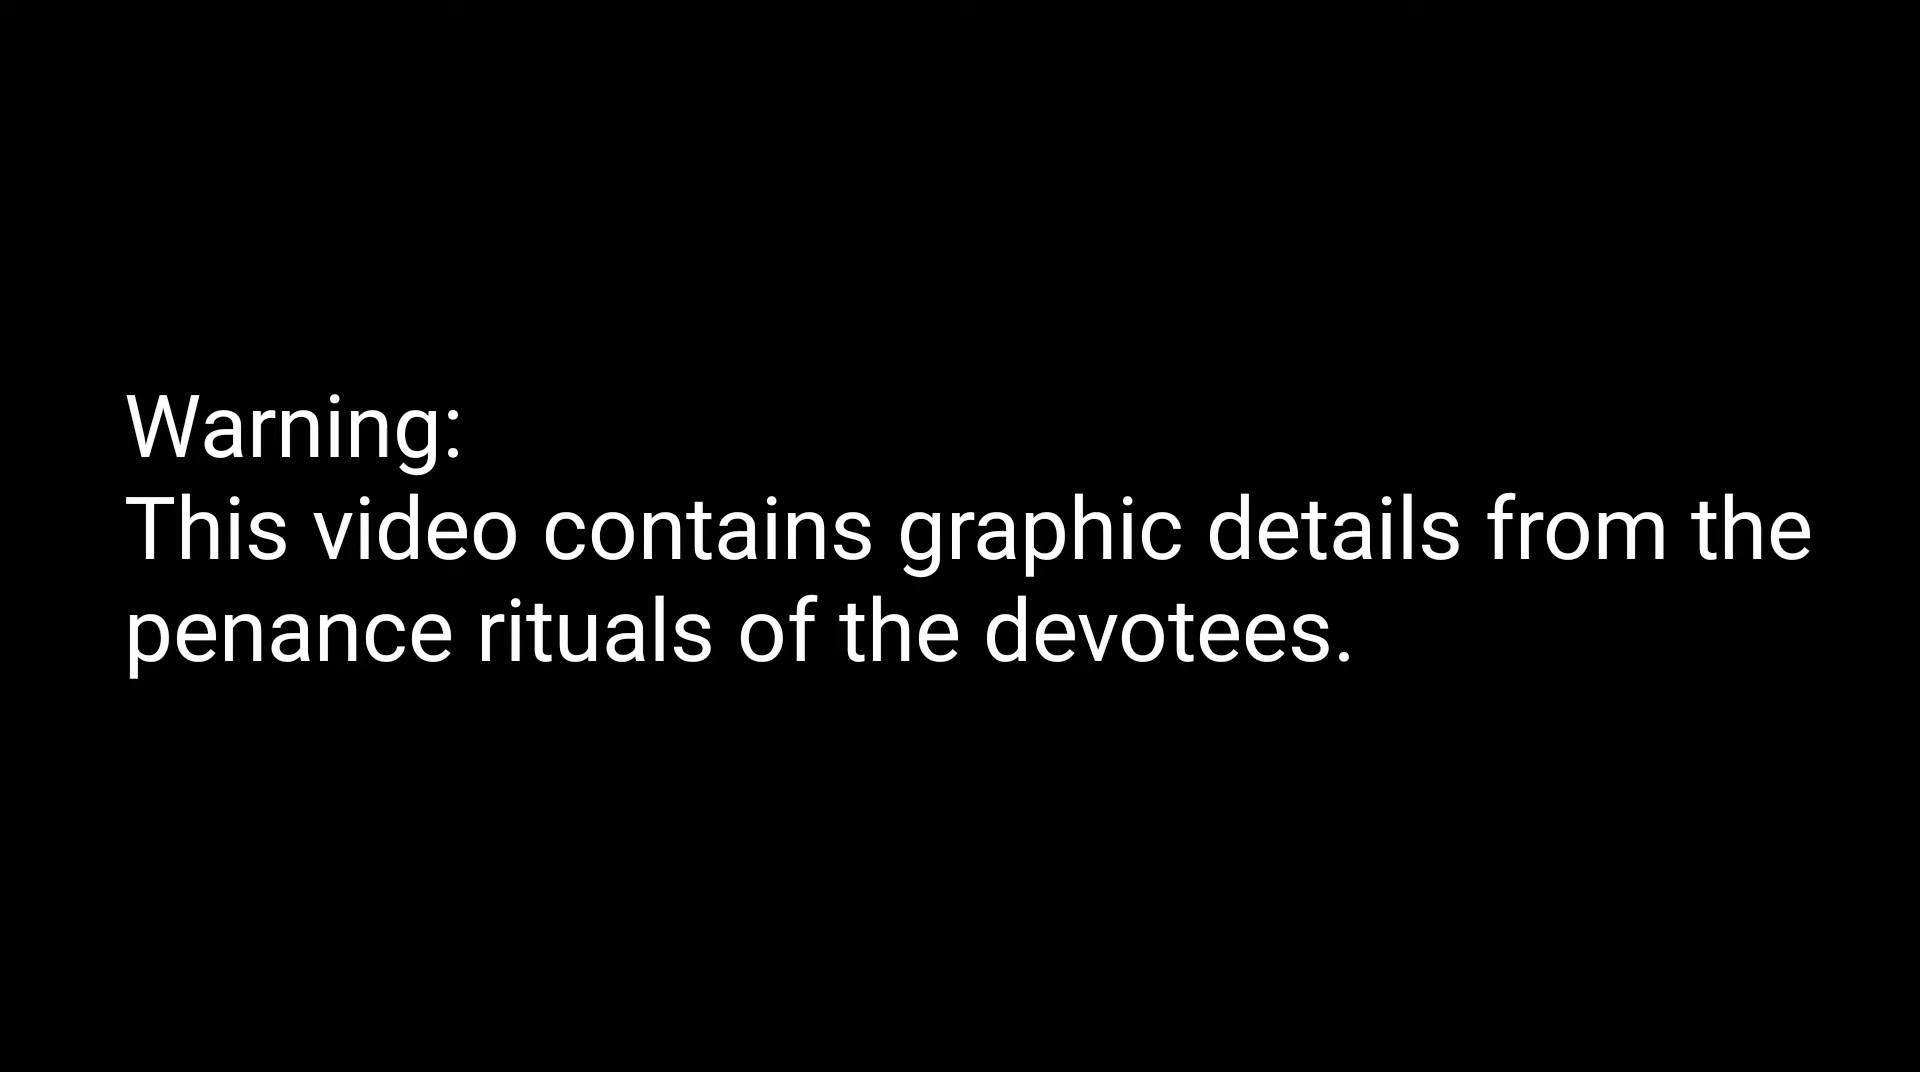 Warning:
This video contains graphic details from the
penance rituals of the devotees.